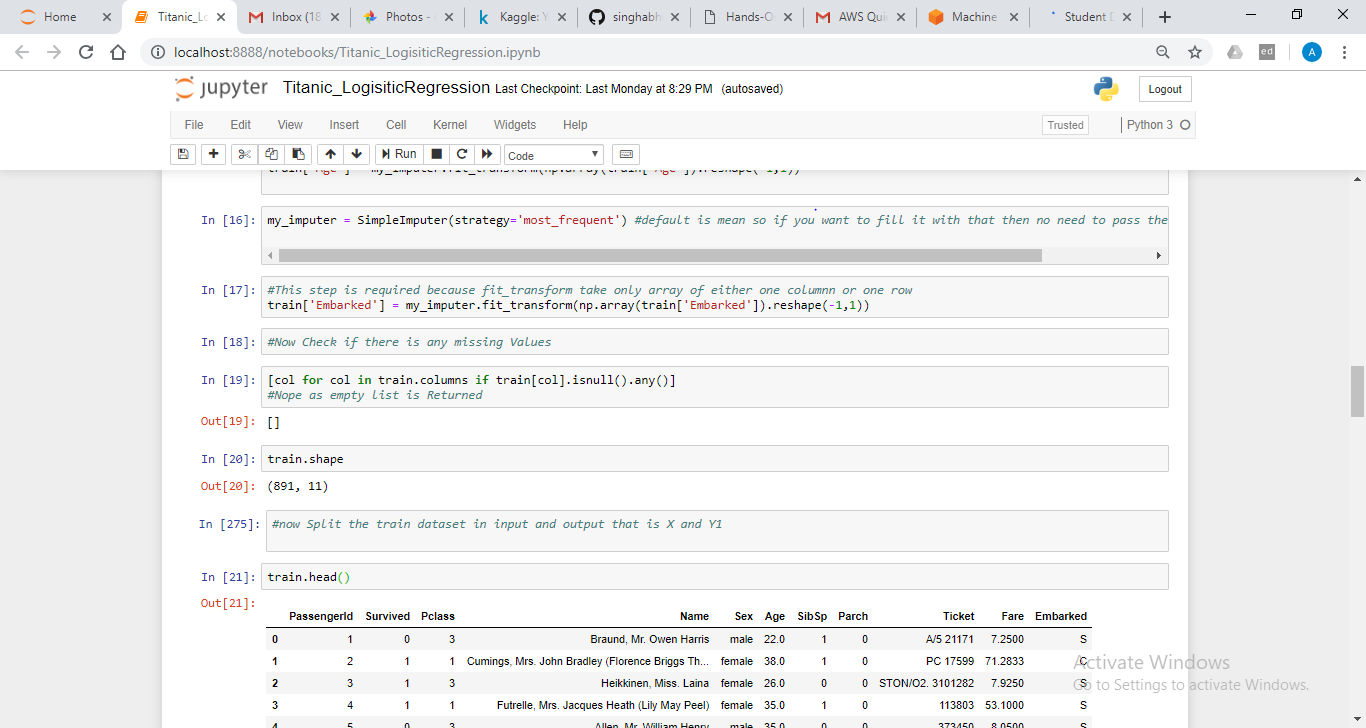 Home
Titanic_Lo
Inbox (18
Photos -
Kaggle: Y
singhabh
Hands-O
AWS Qui
Machine
Student D
localhost:8888/notebooks/Titanic_LogisiticRegression.ipynb
ed
A
jupyter Titanic_LogisiticRegression Last Checkpoint: Last Monday at 8:29 PM (autosaved)
Logout
File Edit View Insert Cell Kernel Widgets Help
Trusted
Python 3
Run
Code
train['Age'] = my_imputer.fit_transform(np.array(train['Age']).reshape(-1,1))
In [16]: my_imputer = SimpleImputer(strategy='most_frequent') #default is mean so if you want to fill it with that then no need to pass the
In [17]: #This step is required because fit_transform take only array of either one columnn or one row
train['Embarked'] = my_imputer.fit_transform(np.array(train['Embarked']).reshape(-1,1))
In [18]: #Now Check if there is any missing Values
In [19]: [col for col in train.columns if train[col].isnull().any()]
#Nope as empty list is Returned
Out[19]: []
In [20]: train.shape
Out[20]: (891, 11)
In [275]: #now Split the train dataset in input and output that is X and Y1
In [21]: train.head()
Out[21]:
PassengerId Survived Pclass Name Sex Age SibSp Parch Ticket Fare Embarked
0 1 0 3 Braund, Mr. Owen Harris male 22.0 1 0 A/5 21171 7.2500 S
1 2 1 1 Cumings, Mrs. John Bradley (Florence Briggs Th... female 38.0 1 0 PC 17599 71.2833 C
2 3 1 3 Heikkinen, Miss. Laina female 26.0 0 0 STON/O2. 3101282 7.9250 S
3 4 1 1 Futrelle, Mrs. Jacques Heath (Lily May Peel) female 35.0 1 0 113803 53.1000 S
4 5 0 3 Allen, Mr. William Henry male 35.0 0 0 373450 8.0500 S
Activate Windows
Go to Settings to activate Windows.